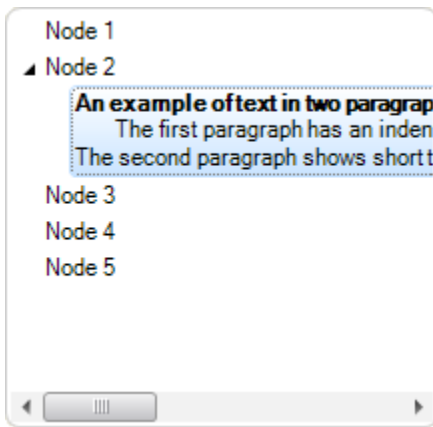 Node 1
Node 2
An example of text in two paragrap
The first paragraph has an inden
The second paragraph shows short t
Node 3
Node 4
Node 5